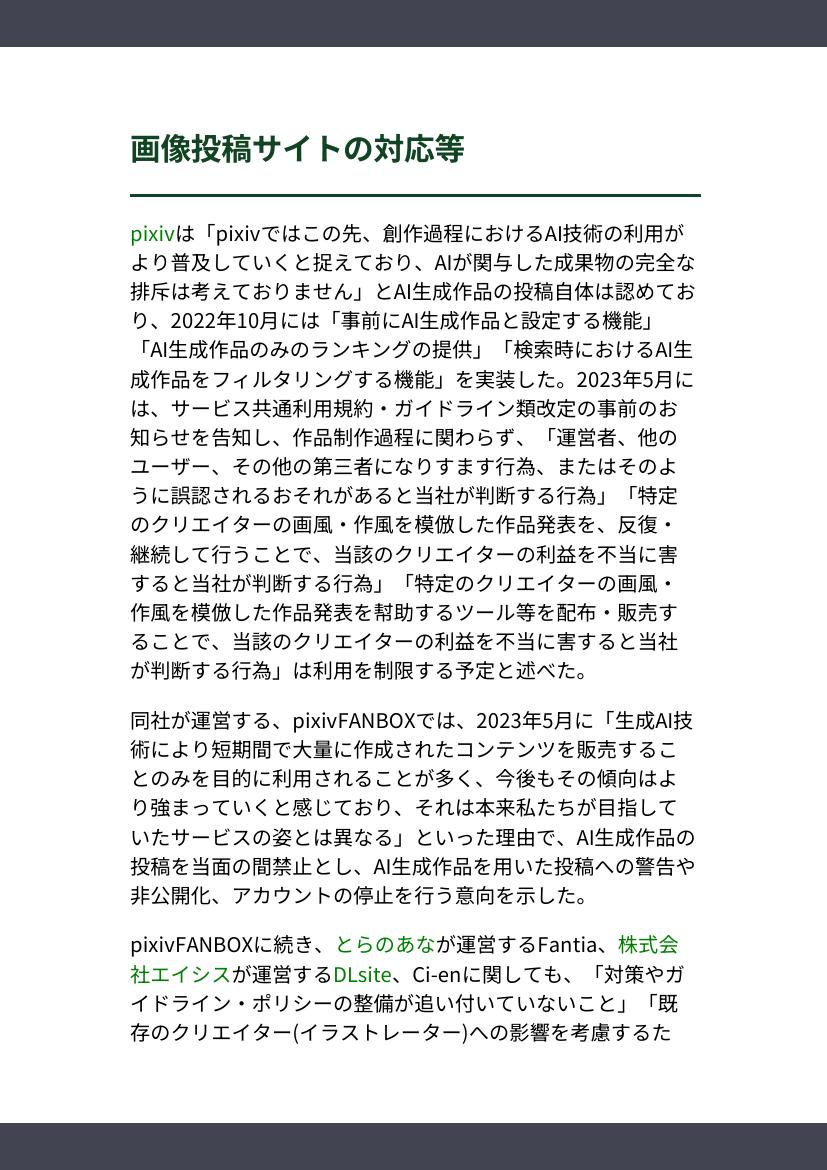 画像投稿サイトの対応等
pixivは「pixivではこの先、創作過程におけるAI技術の利用が
より普及していくと捉えており、AIが関与した成果物の完全な
排斥は考えておりません」とAI生成作品の投稿自体は認めてお
り、2022年10月には「事前にAI生成作品と設定する機能」
「AI生成作品のみのランキングの提供」「検索時におけるAI生
成作品をフィルタリングする機能」を実装した。2023年5月に
は、サービス共通利用規約・ガイドライン類改定の事前のお
知らせを告知し、作品制作過程に関わらず、「運営者、他の
ユーザー、その他の第三者になりすます行為、またはそのよ
うに誤認されるおそれがあると当社が判断する行為」「特定
のクリエイターの画風・作風を模倣した作品発表を、反復・
継続して行うことで、当該のクリエイターの利益を不当に害
すると当社が判断する行為」「特定のクリエイターの画風・
作風を模倣した作品発表を幇助するツール等を配布・販売す
ることで、当該のクリエイターの利益を不当に害すると当社
が判断する行為」は利用を制限する予定と述べた。
同社が運営する、pixivFANBOXでは、2023年5月に「生成AI技
術により短期間で大量に作成されたコンテンツを販売するこ
とのみを目的に利用されることが多く、今後もその傾向はよ
り強まっていくと感じており、それは本来私たちが目指して
いたサービスの姿とは異なる」といった理由で、AI生成作品の
投稿を当面の間禁止とし、AI生成作品を用いた投稿への警告や
非公開化、アカウントの停止を行う意向を示した。
pixivFANBOXに続き、とらのあなが運営するFantia、株式会
社エイシスが運営するDLsite、Ci-enに関しても、「対策やガ
イドライン・ポリシーの整備が追い付いていないこと」「既
存のクリエイター(イラストレーター)への影響を考慮するた